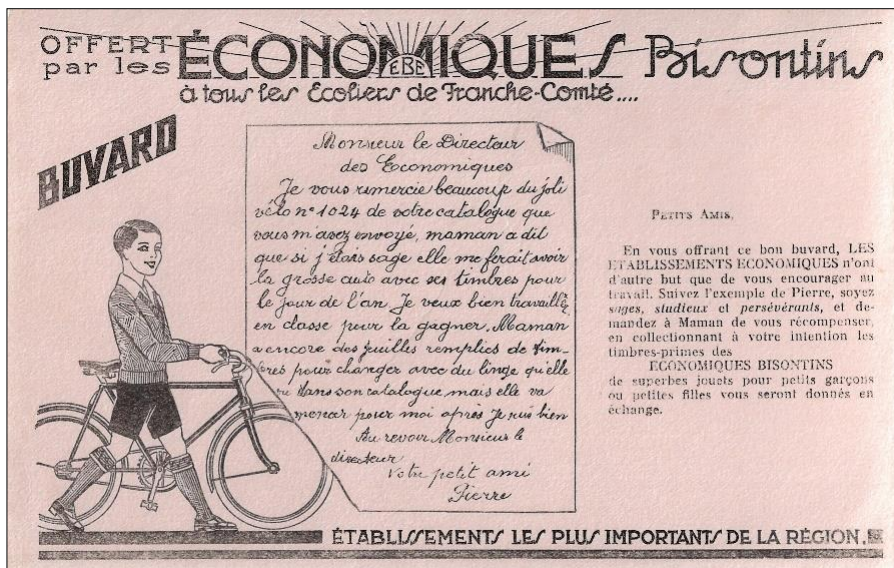 OFFERT par les ÉCONOMIQUES Bisontins
EBE
à tous les Écoliers de Franche-Comté....
BUVARD
Monsieur le Directeur
des Economiques
Je vous remercie beaucoup du joli
vélo n° 1024 de votre catalogue que
vous m'avez envoyé, maman a dit
que si j'étais sage elle me ferait avoir
la grosse auto avec ses timbres pour
le jour de l'an. Je veux bien travailler
en classe pour la gagner. Maman
a encore des feuilles remplies de tim-
bres pour changer avec du linge qu'elle
dans son catalogue, mais elle va
pour moi après je suis bien
Au revoir Monsieur le
directeur
Votre petit ami
Pierre
PETITS AMIS,
En vous offrant ce bon buvard, LES
ETABLISSEMENTS ECONOMIQUES n'ont
d'autre but que de vous encourager au
travail. Suivez l'exemple de Pierre, soyez
sages, studieux et persévérants, et de-
mandez à Maman de vous récompenser,
en collectionnant à votre intention les
timbres-primes des
ECONOMIQUES BISONTINS
de superbes jouets pour petits garçons
ou petites filles vous seront donnés en
échange.
ÉTABLISSEMENTS LES PLUS IMPORTANTS DE LA RÉGION.